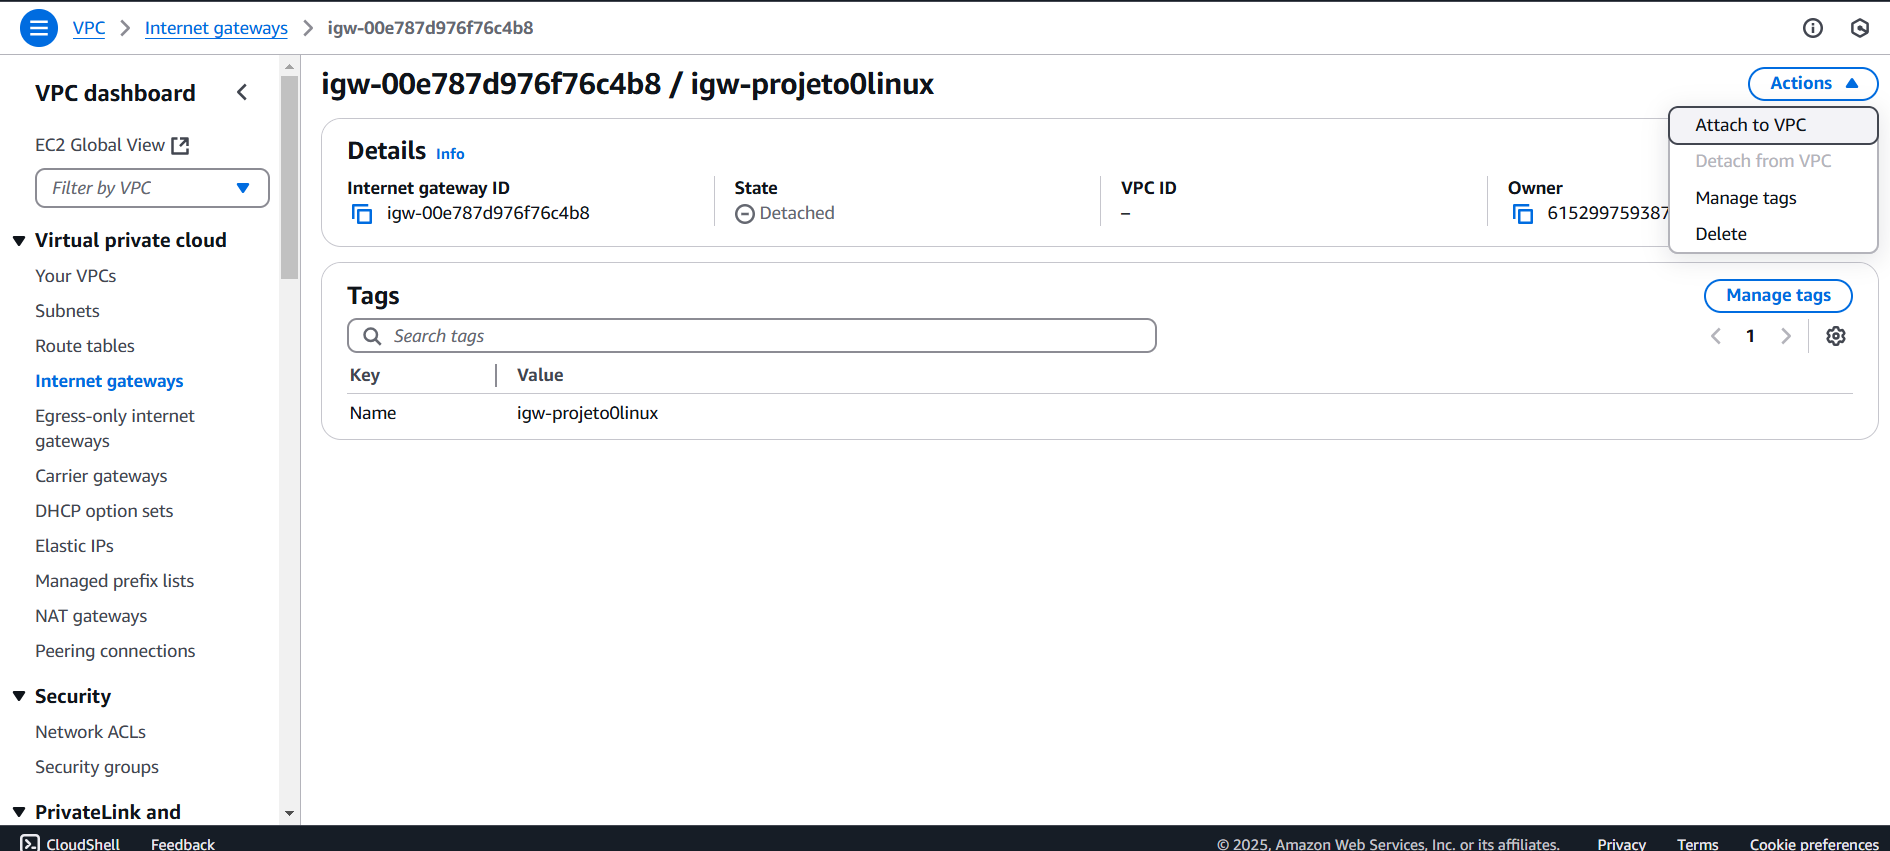 VPC > Internet gateways > igw-00e787d976f76c4b8
VPC dashboard
EC2 Global View
Filter by VPC
Virtual private cloud
Your VPCs
Subnets
Route tables
Internet gateways
Egress-only internet
gateways
Carrier gateways
DHCP option sets
Elastic IPs
Managed prefix lists
NAT gateways
Peering connections
Security
Network ACLs
Security groups
PrivateLink and
igw-00e787d976f76c4b8 / igw-projeto0linux
Actions
Attach to VPC
Detach from VPC
Manage tags
Delete
Details Info
Internet gateway ID
igw-00e787d976f76c4b8
State
Detached
VPC ID
–
Owner
615299759387
Tags
Manage tags
Search tags
1
Key Value
Name igw-projeto0linux
CloudShell Feedback © 2025, Amazon Web Services, Inc. or its affiliates. Privacy Terms Cookie preferences